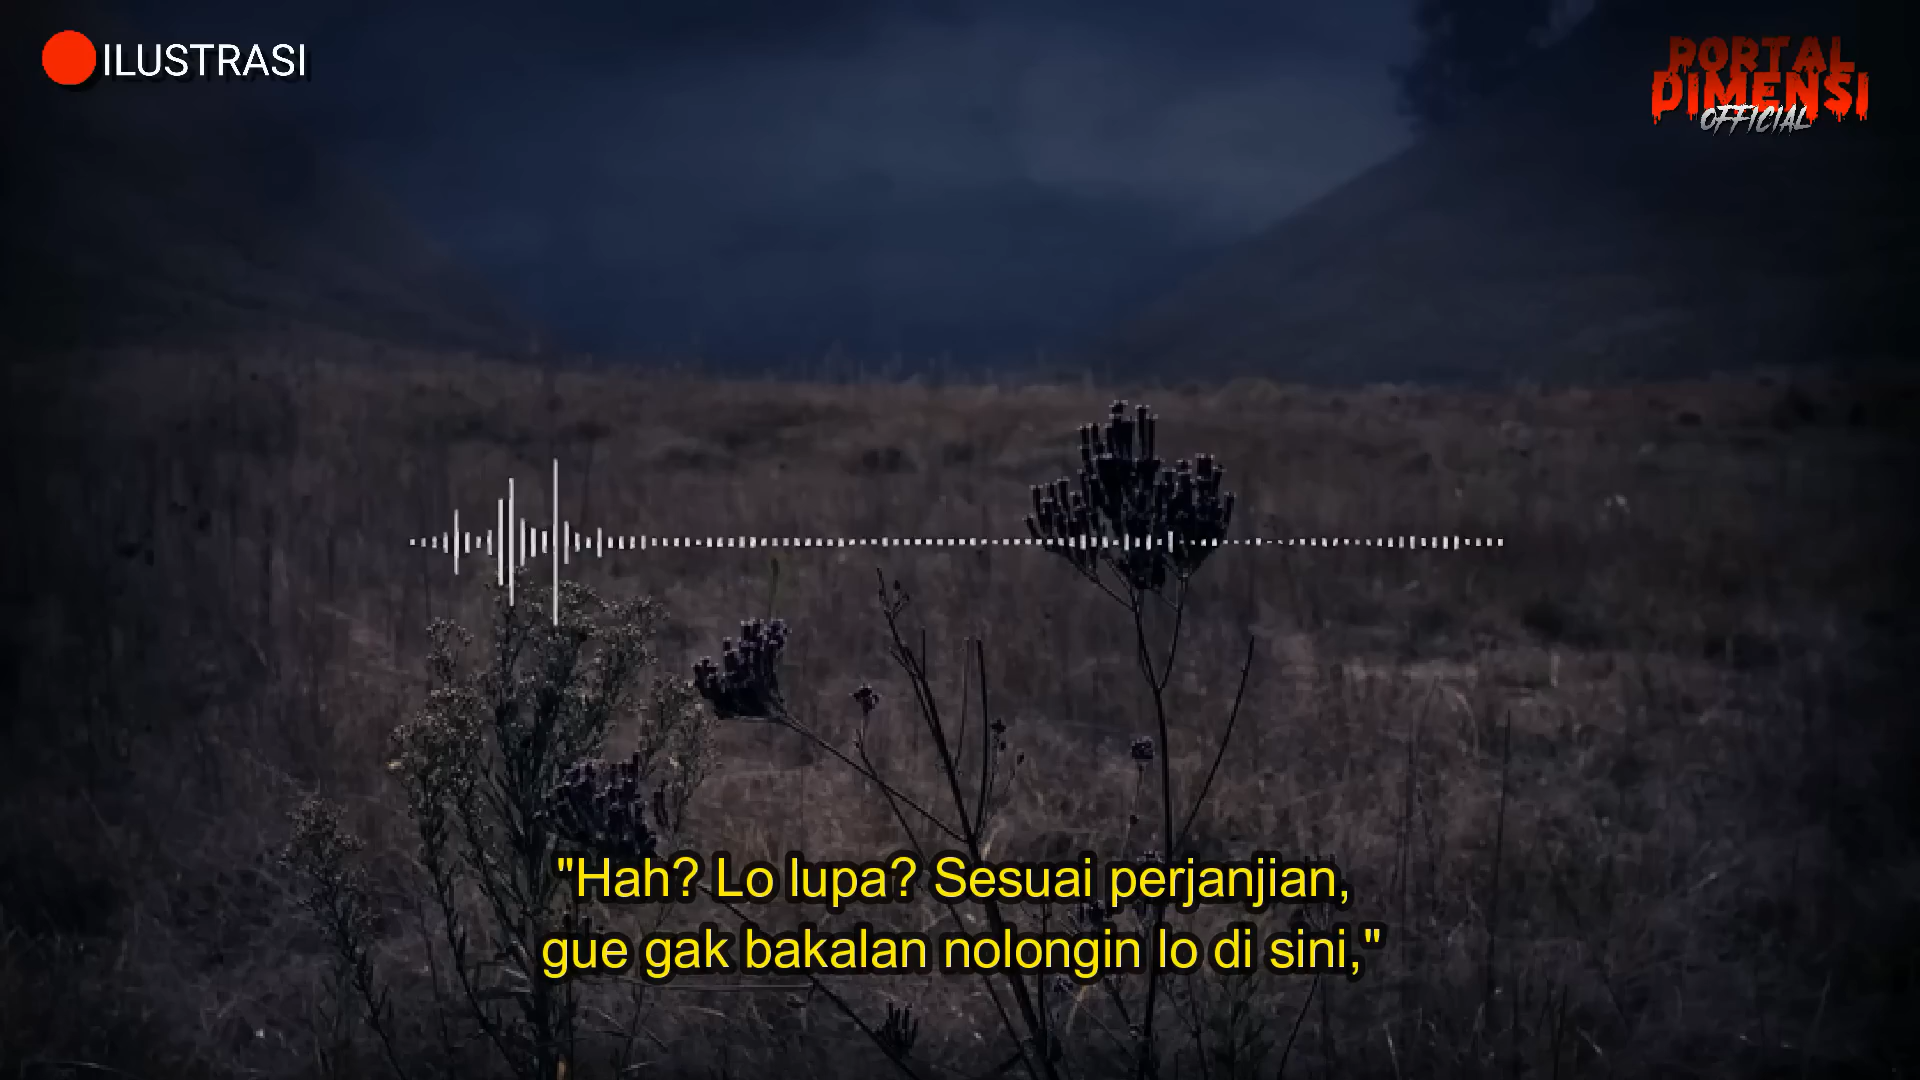 ILUSTRASI
PORTAL
DIMENSI
OFFICIAL
"Hah? Lo lupa? Sesuai perjanjian,
gue gak bakalan nolongin lo di sini,"